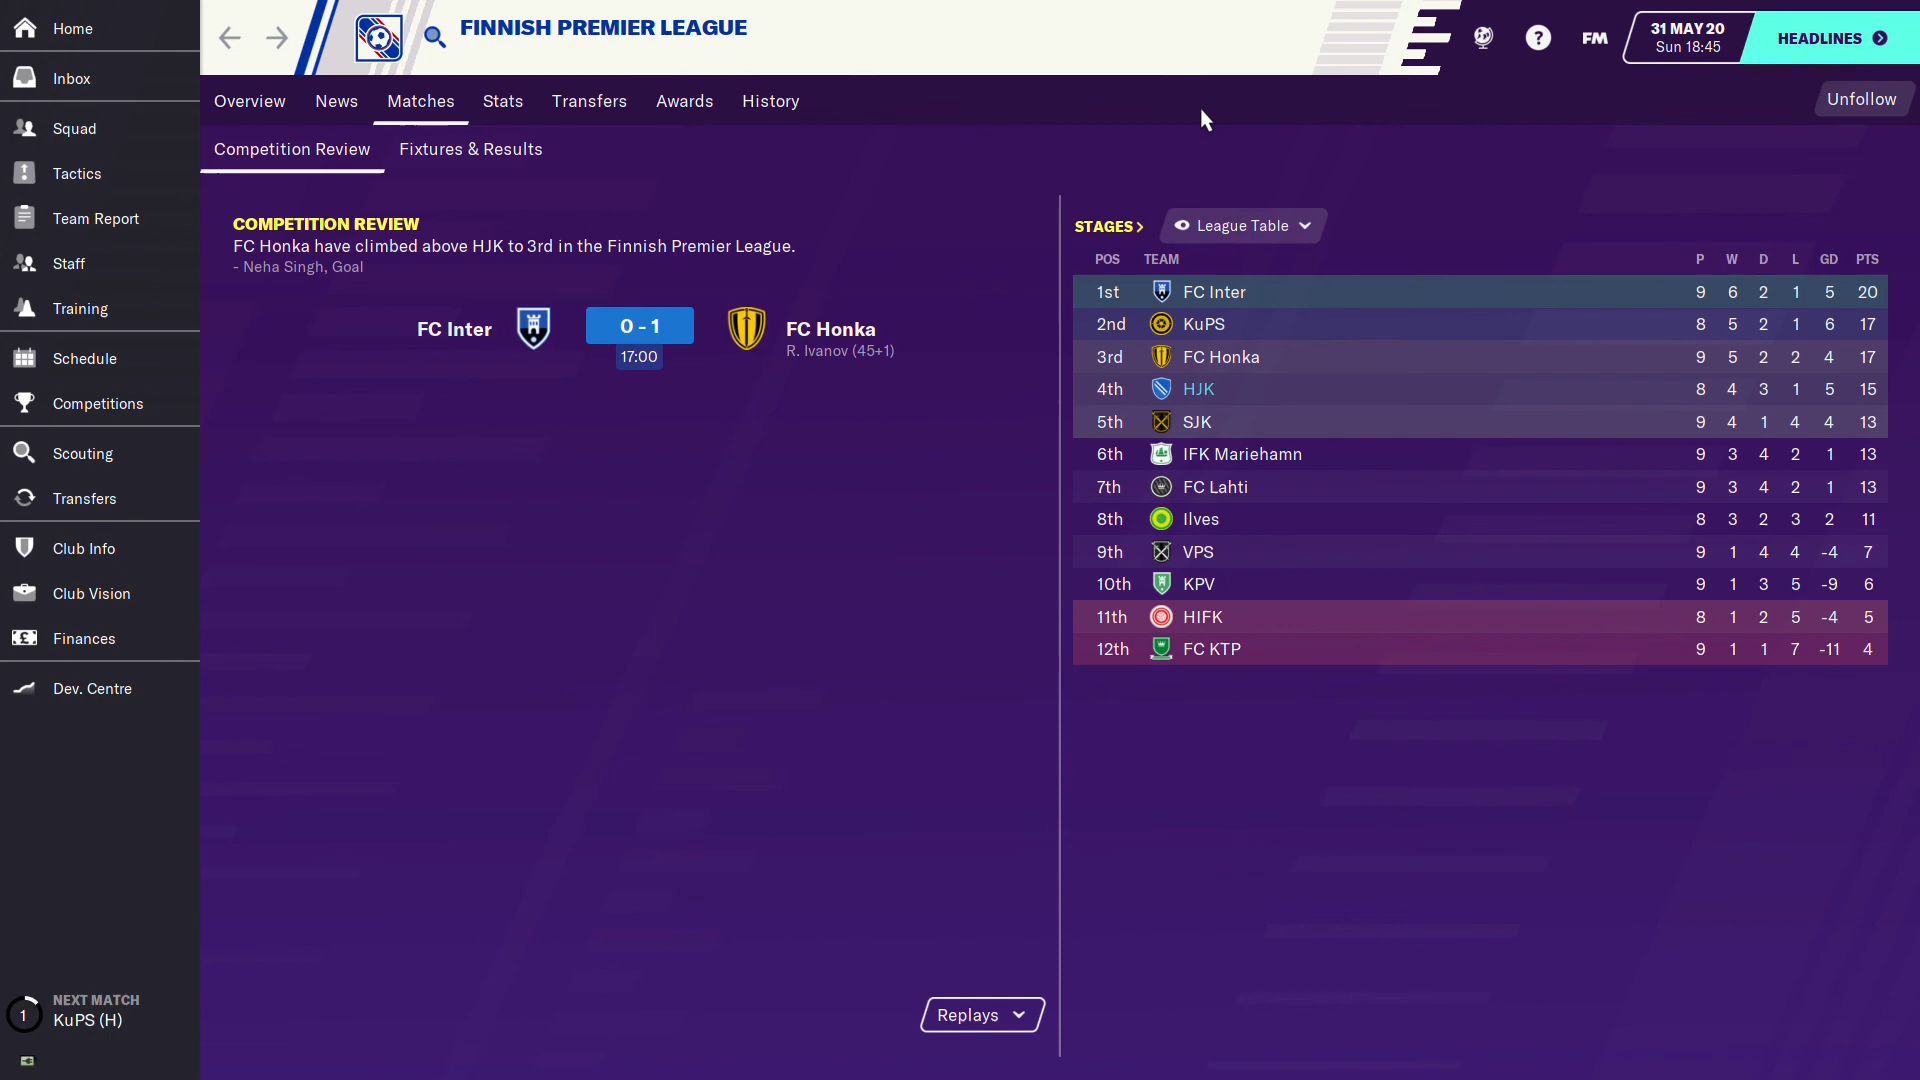 Home
Inbox
Squad
Tactics
Team Report
Staff
Training
Schedule
Competitions
Scouting
Transfers
Club Info
Club Vision
Finances
Dev. Centre
1
NEXT MATCH
KuPS (H)
FINNISH PREMIER LEAGUE
?
FM
31 MAY 20
Sun 18:45
HEADLINES
Overview News Matches Stats Transfers Awards History
Unfollow
Competition Review Fixtures & Results
COMPETITION REVIEW
FC Honka have climbed above HJK to 3rd in the Finnish Premier League.
- Neha Singh, Goal
FC Inter 0 - 1 FC Honka
17:00
R. Ivanov (45+1)
Replays
STAGES> League Table
POS TEAM P W D L GD PTS
1st FC Inter 9 6 2 1 5 20
2nd KuPS 8 5 2 1 6 17
3rd FC Honka 9 5 2 2 4 17
4th HJK 8 4 3 1 5 15
5th SJK 9 4 1 4 4 13
6th IFK Mariehamn 9 3 4 2 1 13
7th FC Lahti 9 3 4 2 1 13
8th Ilves 8 3 2 3 2 11
9th VPS 9 1 4 4 -4 7
10th KPV 9 1 3 5 -9 6
11th HIFK 8 1 2 5 -4 5
12th FC KTP 9 1 1 7 -11 4